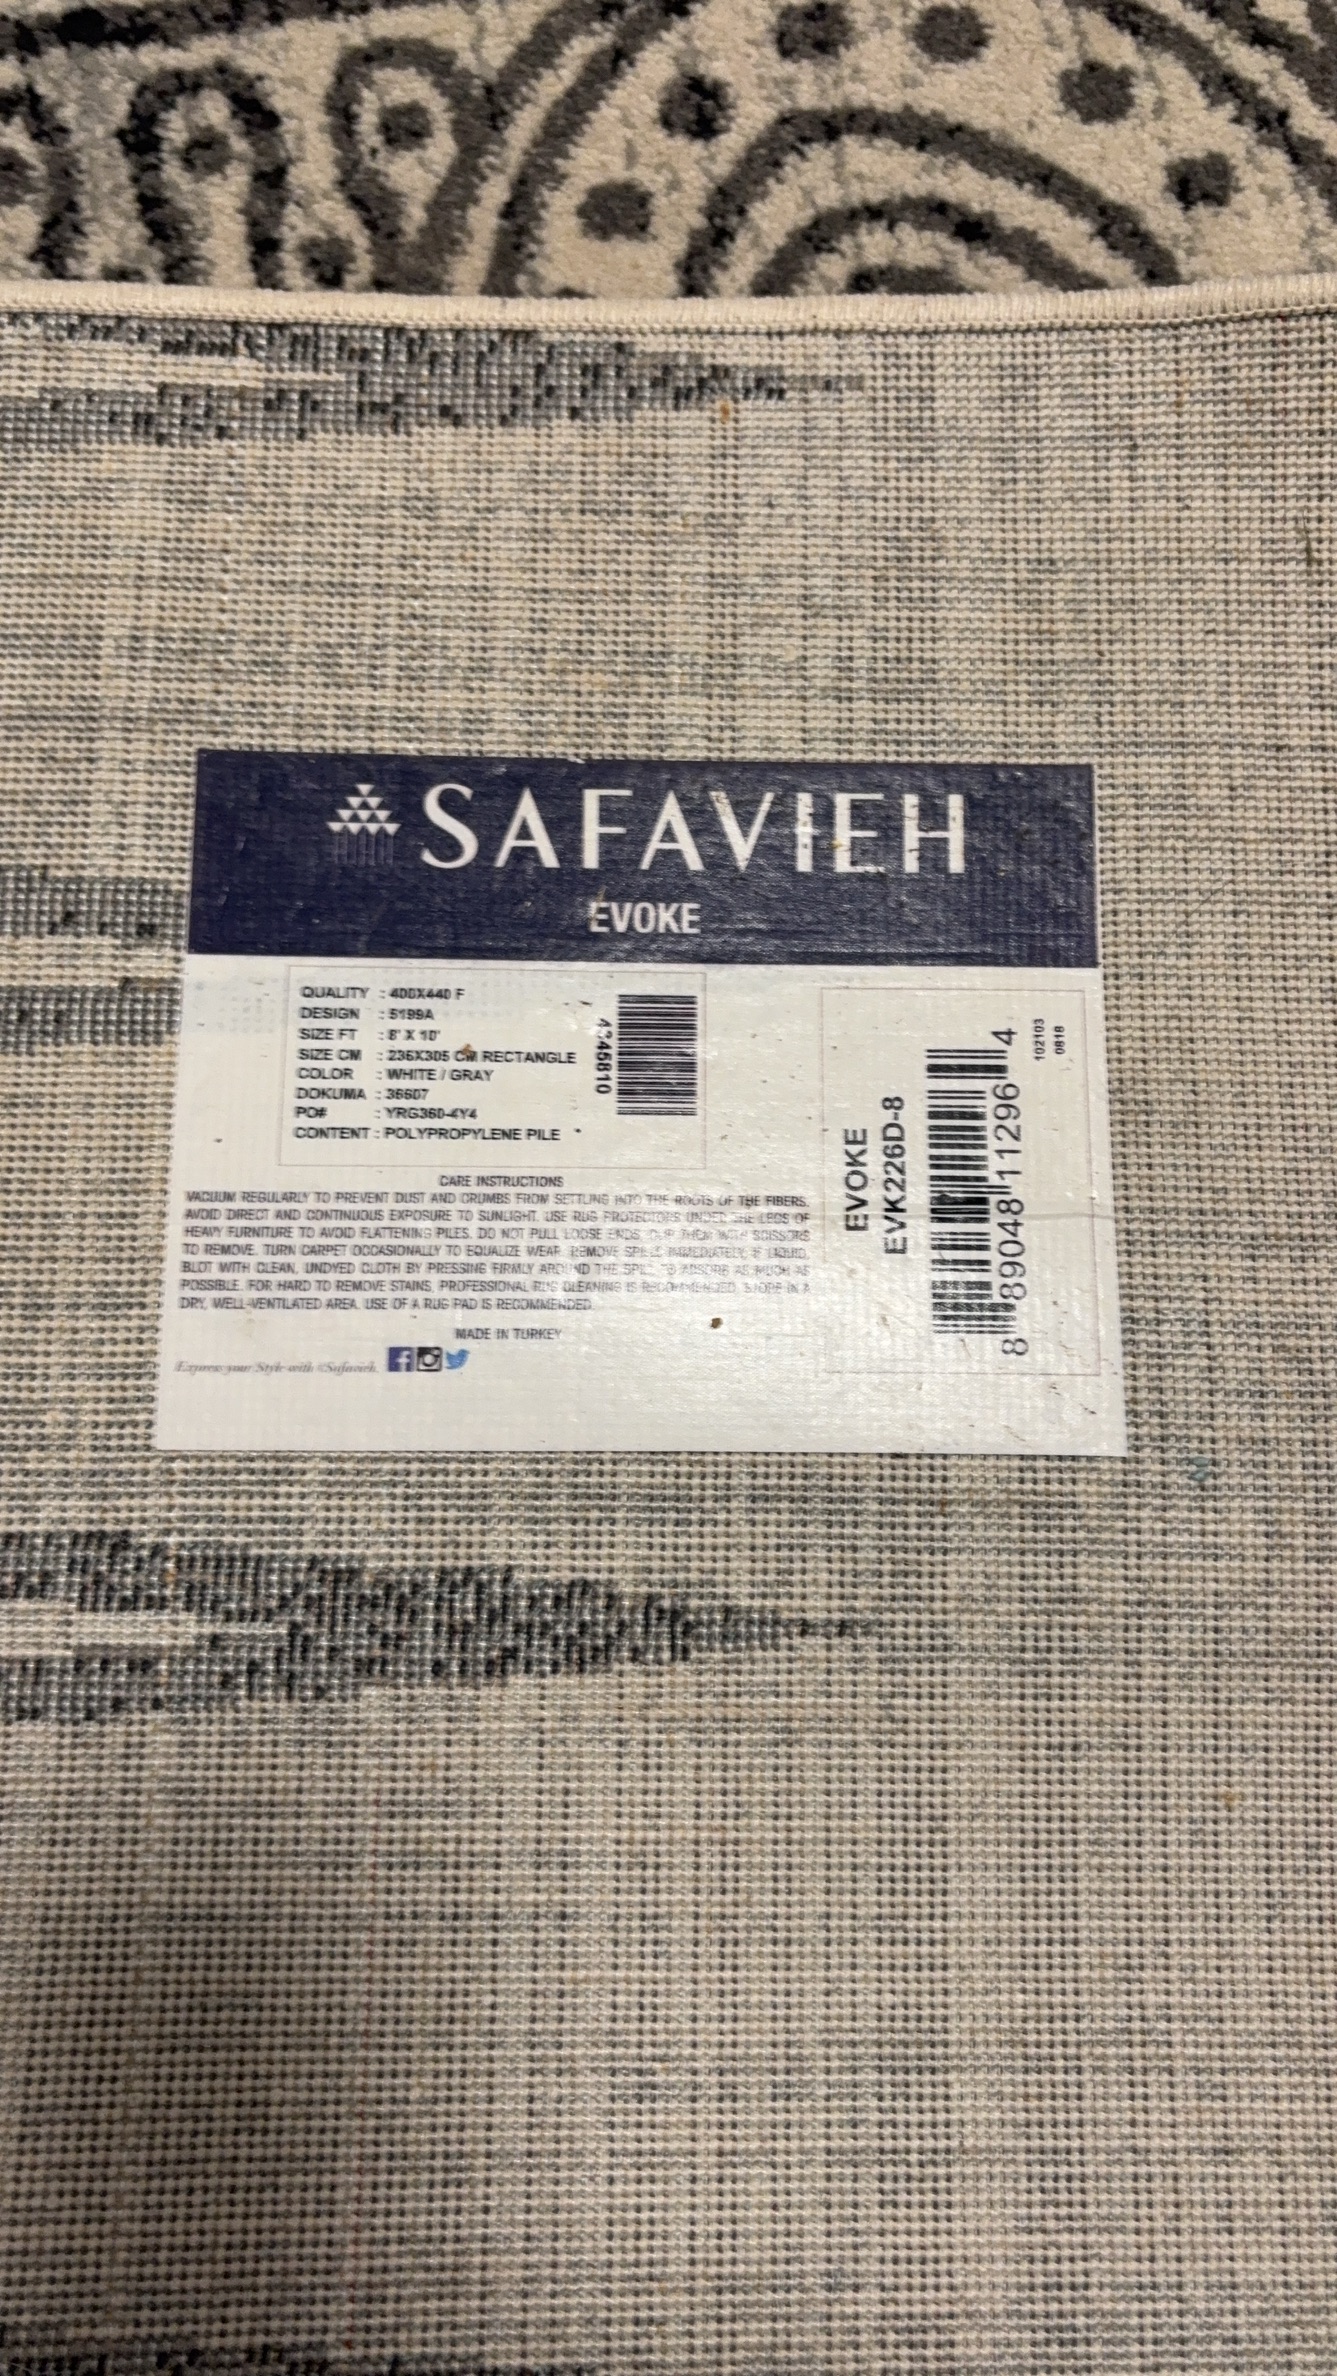 SAFAVIEH
EVOKE
QUALITY : 400X440 F
DESIGN : 5199A
SIZE FT : 8' X 10'
SIZE CM : 236X305 CM RECTANGLE
COLOR : WHITE / GRAY
DOKUMA : 36607
PO# : YRG360-4Y4
CONTENT : POLYPROPYLENE PILE
4346810
CARE INSTRUCTIONS
VACUUM REGULARLY TO PREVENT DUST AND CRUMBS FROM SETTLING INTO THE ROOTS OF THE FIBERS.
AVOID DIRECT AND CONTINUOUS EXPOSURE TO SUNLIGHT. USE RUG PROTECTORS UNDER THE LEGS OF
HEAVY FURNITURE TO AVOID FLATTENING PILES. DO NOT PULL LOOSE ENDS, CLIP THEM WITH SCISSORS
TO REMOVE. TURN CARPET OCCASIONALLY TO EQUALIZE WEAR. REMOVE SPILLS IMMEDIATELY, IF LIQUID,
BLOT WITH CLEAN, UNDYED CLOTH BY PRESSING FIRMLY AROUND THE SPILL TO ABSORB AS MUCH AS
POSSIBLE. FOR HARD TO REMOVE STAINS, PROFESSIONAL RUG CLEANING IS RECOMMENDED. STORE IN A
DRY, WELL-VENTILATED AREA. USE OF A RUG PAD IS RECOMMENDED.
MADE IN TURKEY
Express your Style with #Safavieh.
EVOKE
EVK226D-8
8 89048 11296 4
102103
0818